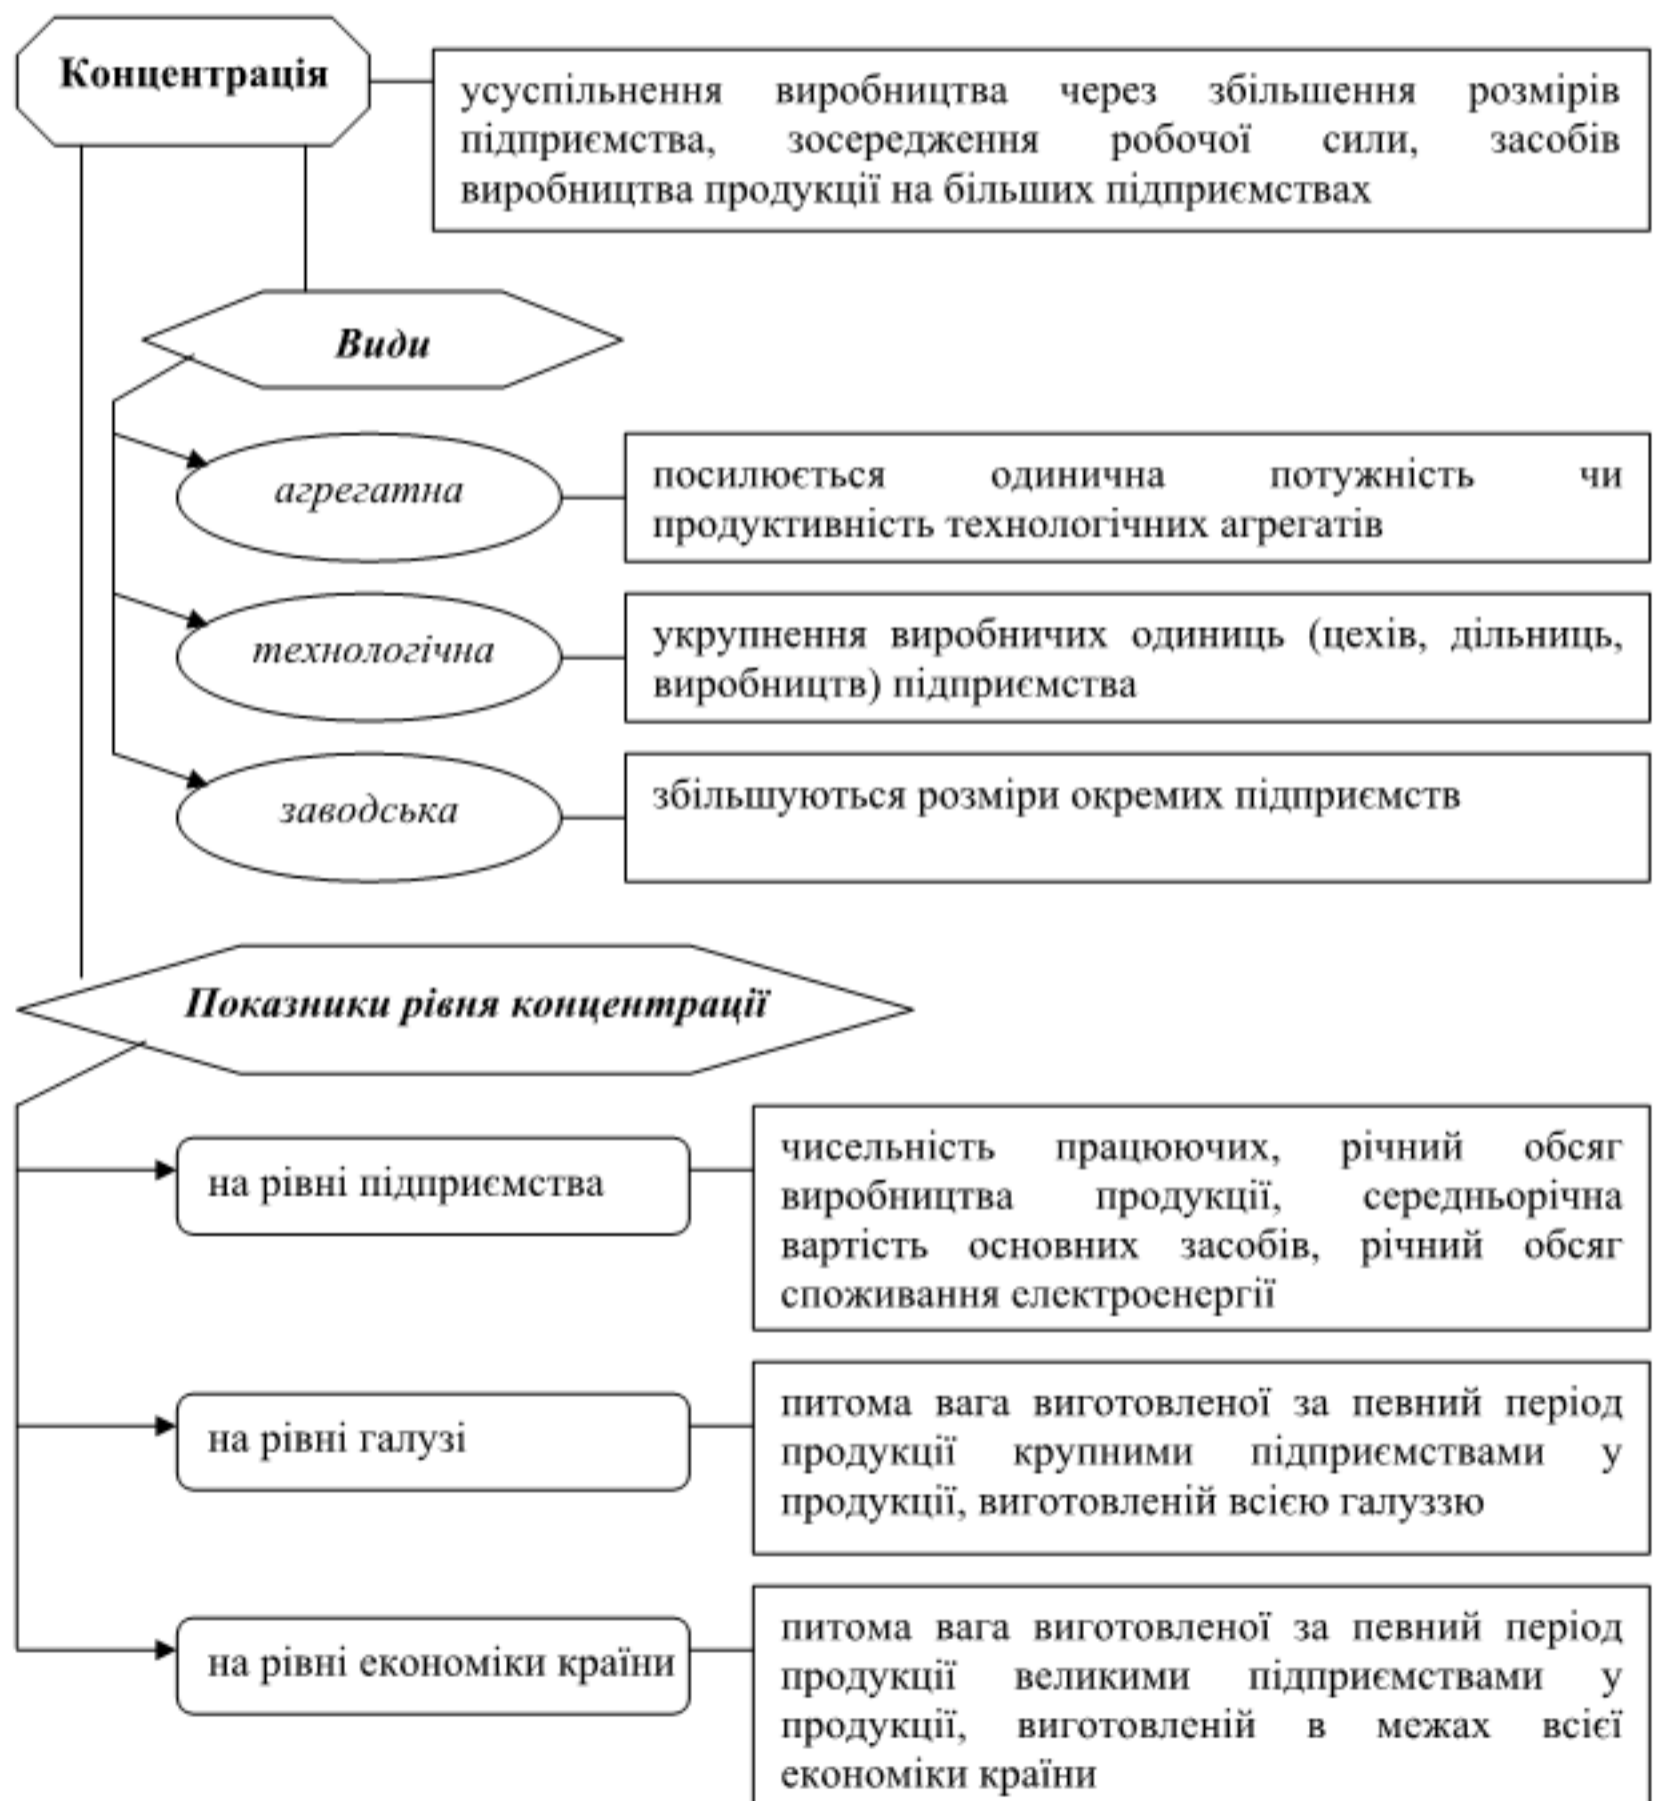 Концентрація
усуспільнення виробництва через збільшення розмірів
підприємства, зосередження робочої сили, засобів
виробництва продукції на більших підприємствах
Види
агрегатна
посилюється одинична потужність чи
продуктивність технологічних агрегатів
технологічна
укрупнення виробничих одиниць (цехів, дільниць,
виробництв) підприємства
заводська
збільшуються розміри окремих підприємств
Показники рівня концентрації
на рівні підприємства
чисельність працюючих, річний обсяг
виробництва продукції, середньорічна
вартість основних засобів, річний обсяг
споживання електроенергії
на рівні галузі
питома вага виготовленої за певний період
продукції крупними підприємствами у
продукції, виготовленій всією галуззю
на рівні економіки країни
питома вага виготовленої за певний період
продукції великими підприємствами у
продукції, виготовленій в межах всієї
економіки країни